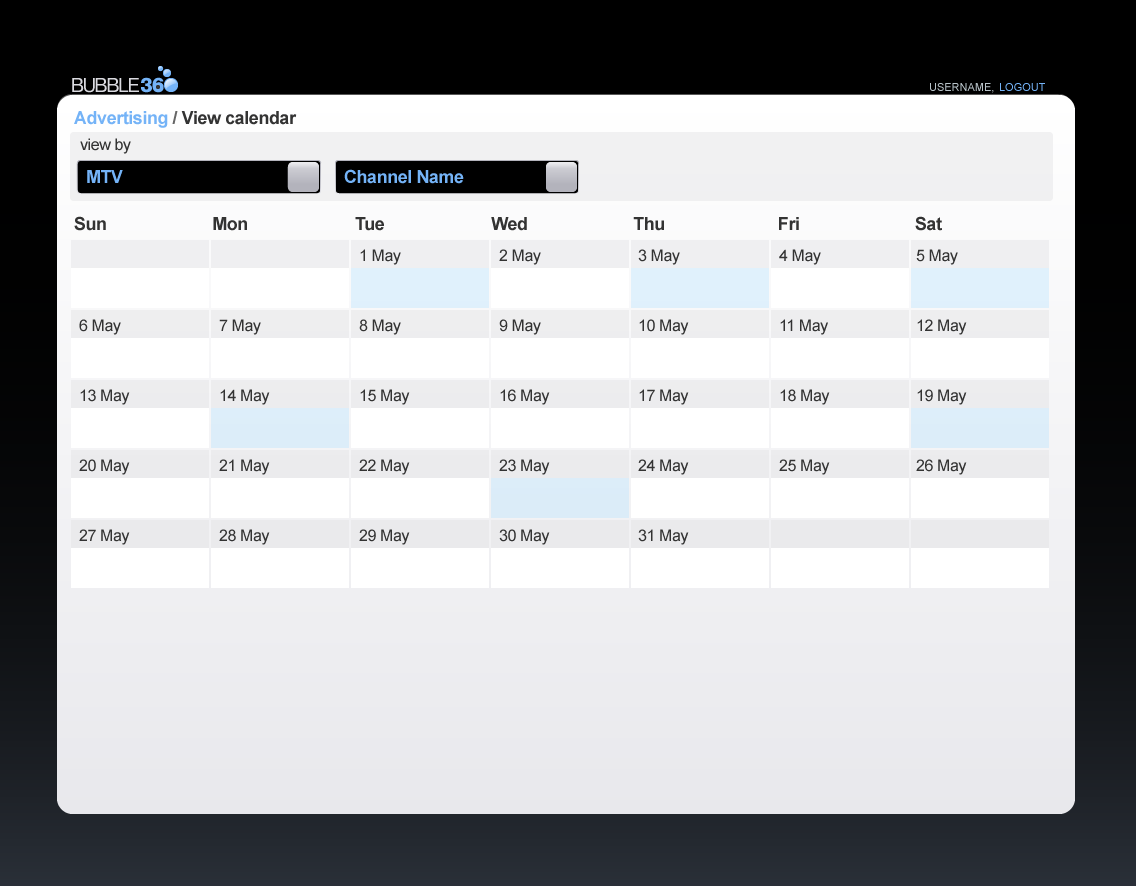 BUBBLE360
USERNAME, LOGOUT
Advertising / View calendar
view by
MTV Channel Name
Sun Mon Tue Wed Thu Fri Sat
1 May 2 May 3 May 4 May 5 May
6 May 7 May 8 May 9 May 10 May 11 May 12 May
13 May 14 May 15 May 16 May 17 May 18 May 19 May
20 May 21 May 22 May 23 May 24 May 25 May 26 May
27 May 28 May 29 May 30 May 31 May